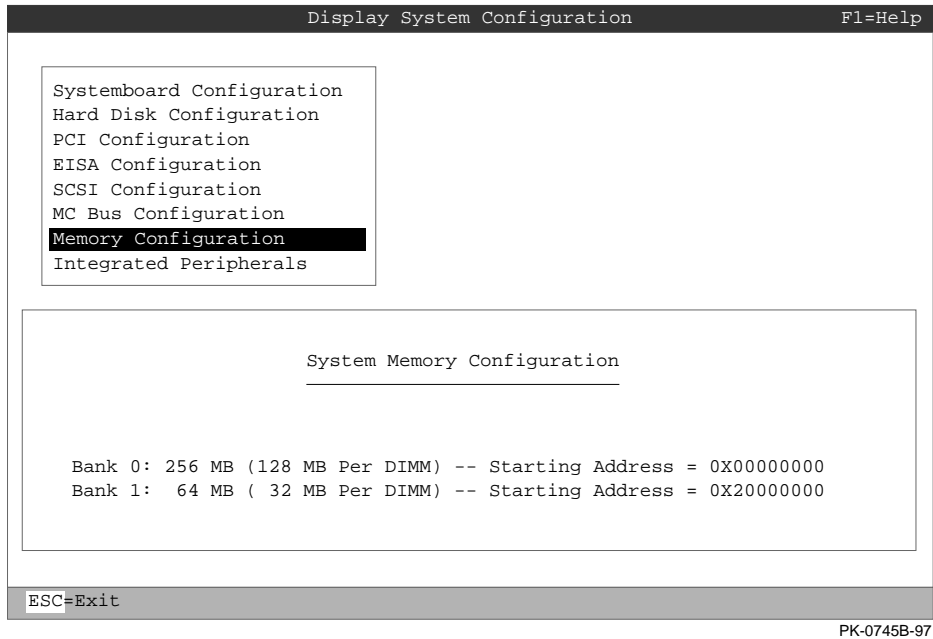 Display System Configuration F1=Help
Systemboard Configuration
Hard Disk Configuration
PCI Configuration
EISA Configuration
SCSI Configuration
MC Bus Configuration
Memory Configuration
Integrated Peripherals
System Memory Configuration
Bank 0: 256 MB (128 MB Per DIMM) -- Starting Address = 0X00000000
Bank 1:  64 MB ( 32 MB Per DIMM) -- Starting Address = 0X20000000
ESC=Exit
PK-0745B-97